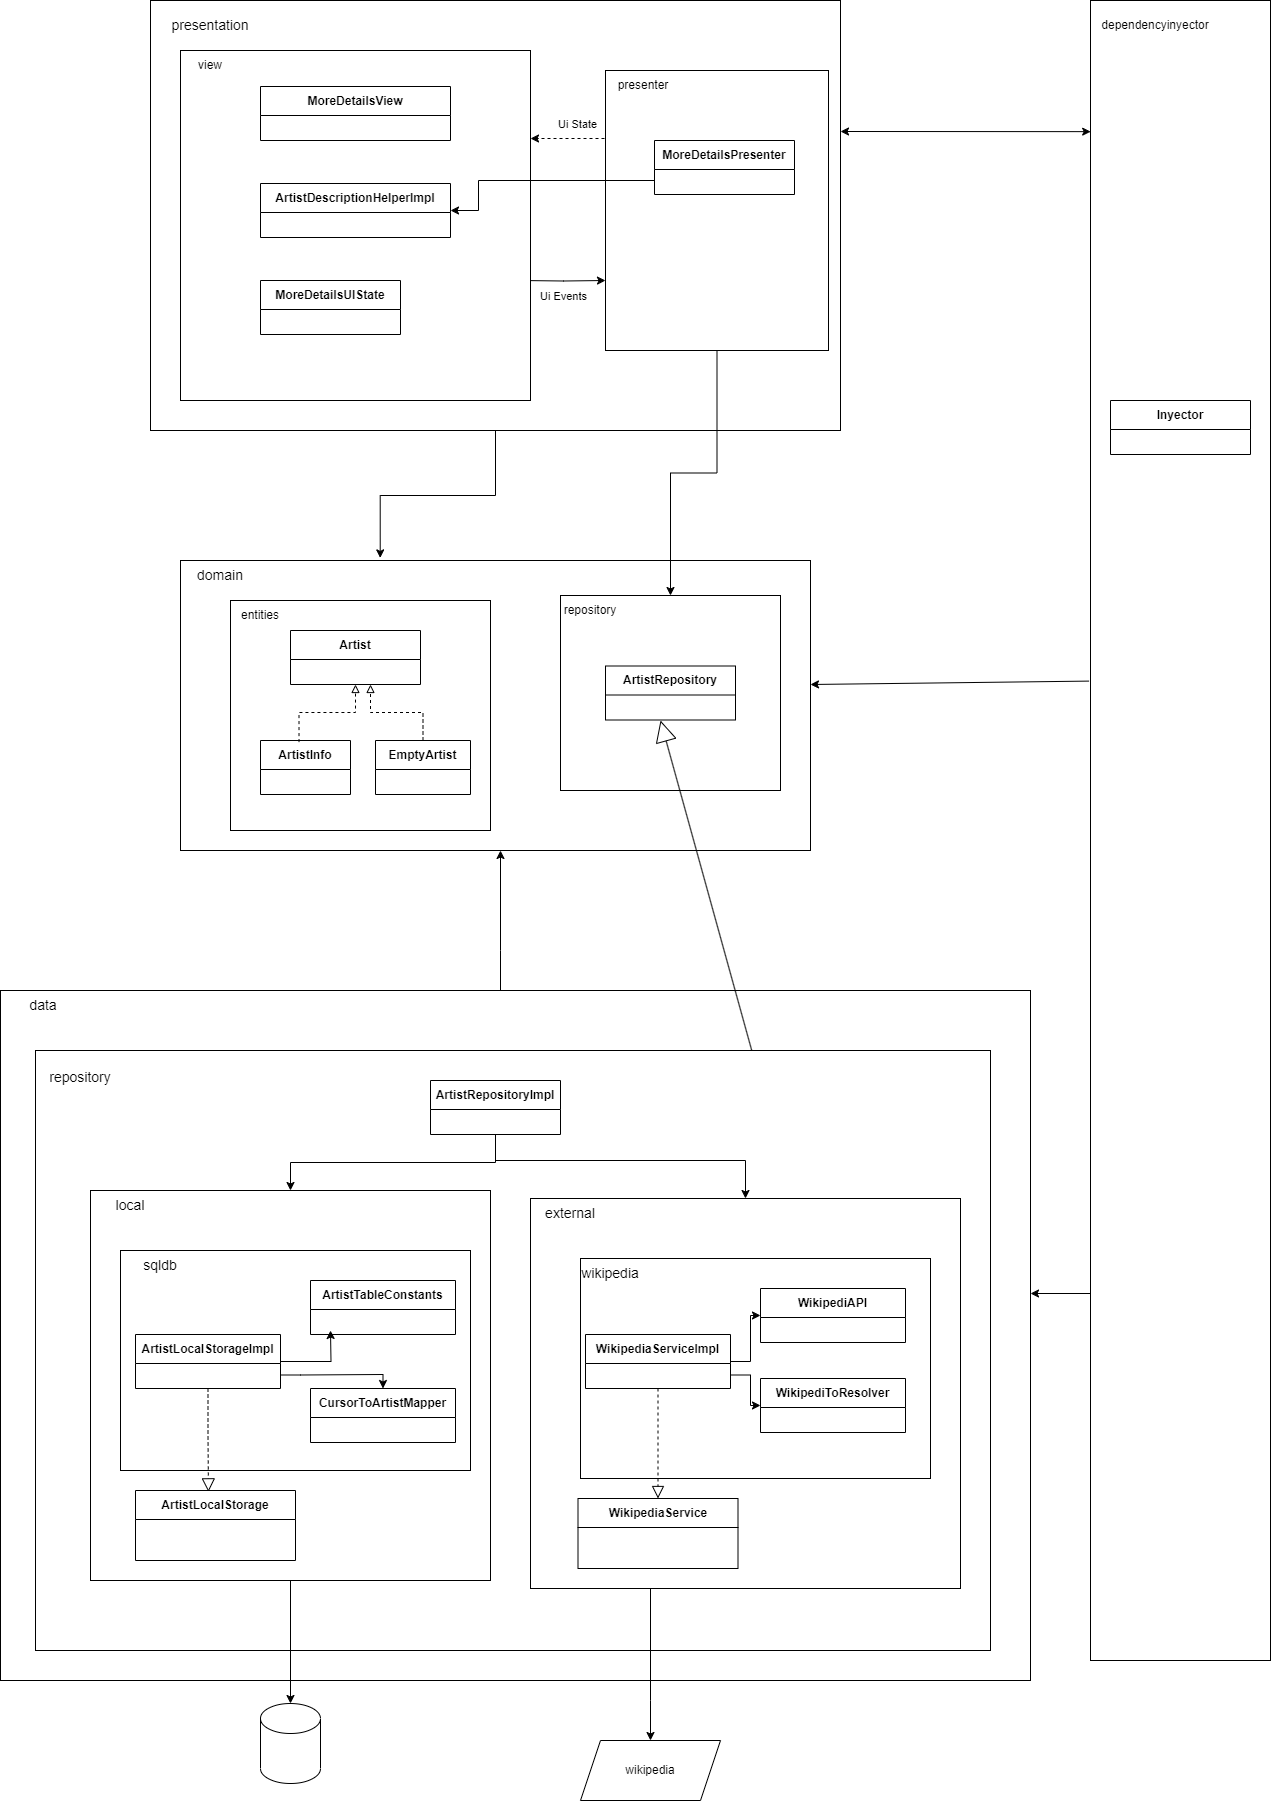 presentation
dependencyinyector
view
presenter
MoreDetailsView
Ui State
MoreDetailsPresenter
ArtistDescriptionHelperImpl
MoreDetailsUIState
Ui Events
Inyector
domain
entities
repository
Artist
ArtistRepository
ArtistInfo
EmptyArtist
data
repository
ArtistRepositoryImpl
local
external
sqldb
wikipedia
ArtistTableConstants
WikipediAPI
ArtistLocalStorageImpl
WikipediaServiceImpl
CursorToArtistMapper
WikipediToResolver
ArtistLocalStorage
WikipediaService
wikipedia